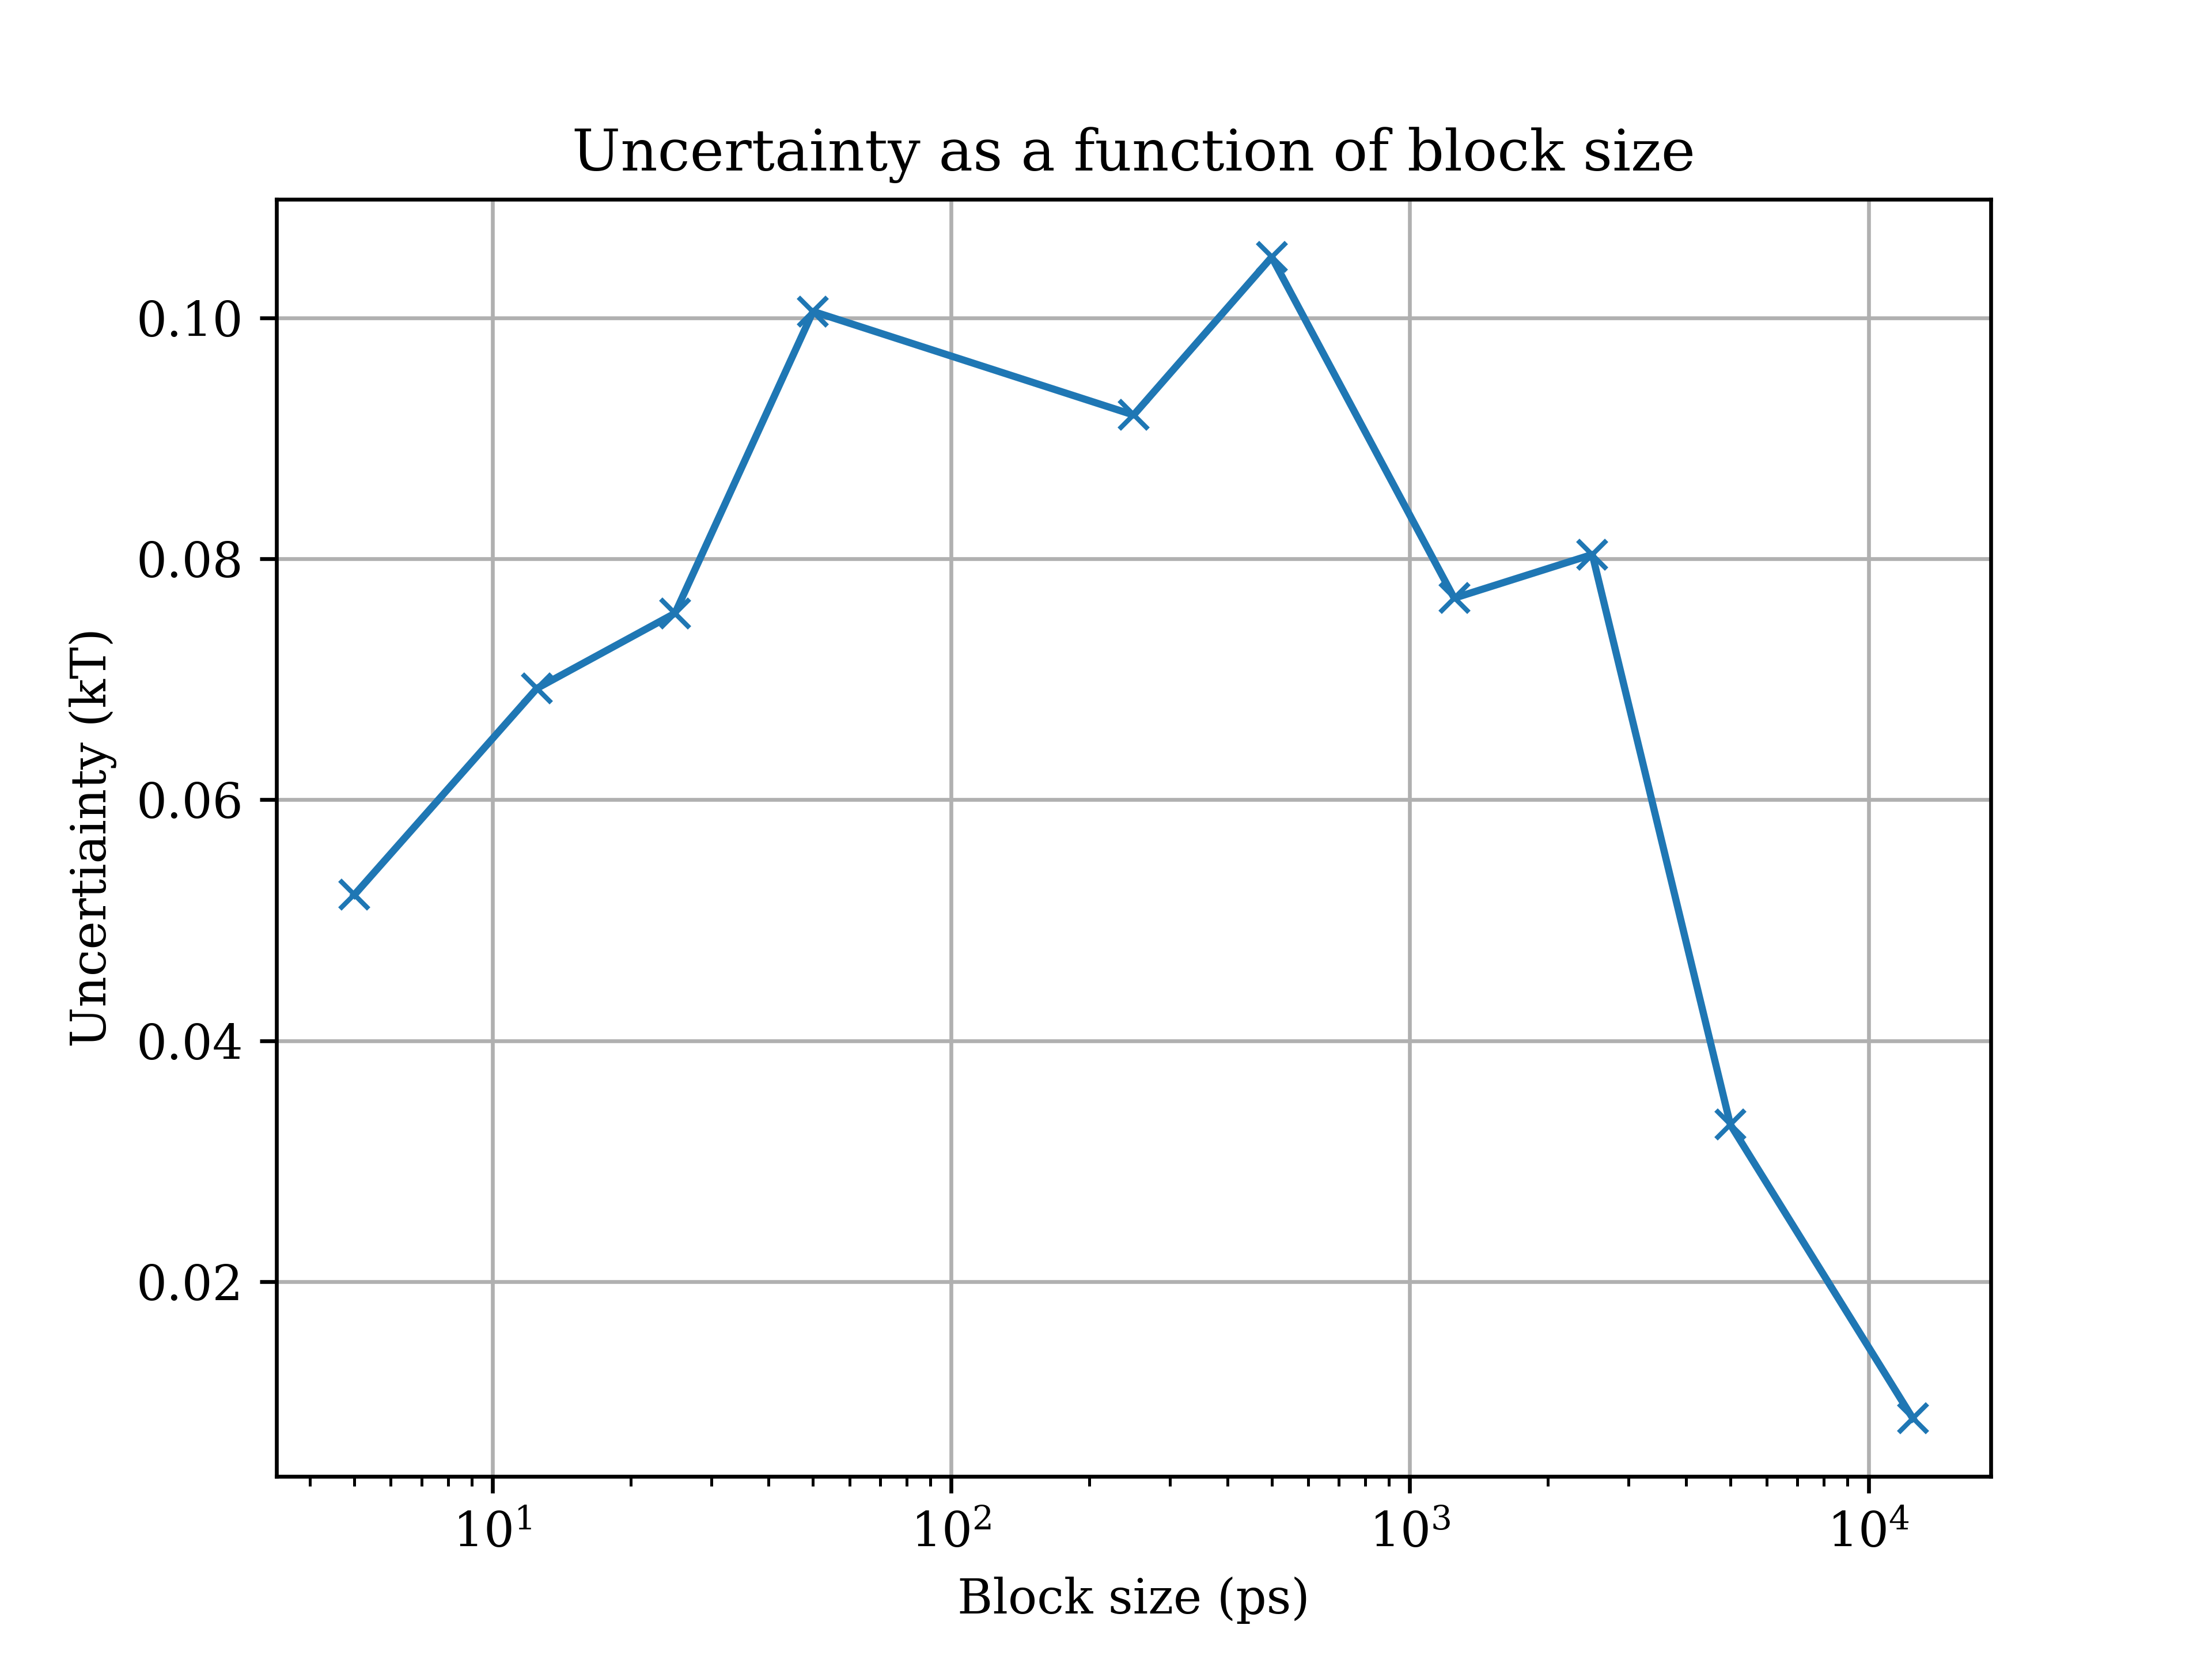 Uncertainty as a function of block size
0.10
0.08
0.06
0.04
0.02
Uncertiainty (kT)
10¹ 10² 10³ 10⁴
Block size (ps)